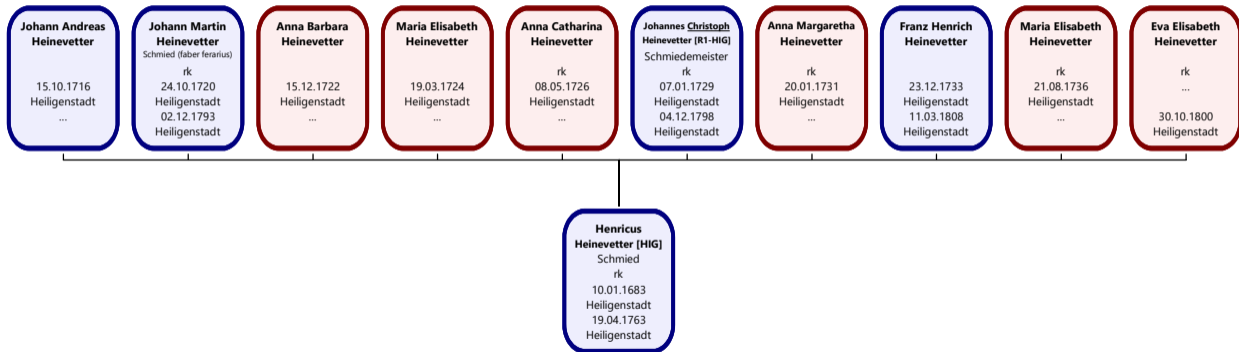 Johann Andreas
Heinevetter
15.10.1716
Heiligenstadt
...
Johann Martin
Heinevetter
Schmied (faber ferarius)
rk
24.10.1720
Heiligenstadt
02.12.1793
Heiligenstadt
Anna Barbara
Heinevetter
15.12.1722
Heiligenstadt
...
Maria Elisabeth
Heinevetter
19.03.1724
Heiligenstadt
...
Anna Catharina
Heinevetter
rk
08.05.1726
Heiligenstadt
...
Johannes Christoph
Heinevetter [R1-HIG]
Schmiedemeister
rk
07.01.1729
Heiligenstadt
04.12.1798
Heiligenstadt
Anna Margaretha
Heinevetter
rk
20.01.1731
Heiligenstadt
...
Franz Henrich
Heinevetter
23.12.1733
Heiligenstadt
11.03.1808
Heiligenstadt
Maria Elisabeth
Heinevetter
rk
21.08.1736
Heiligenstadt
...
Eva Elisabeth
Heinevetter
rk
...
30.10.1800
Heiligenstadt
Henricus
Heinevetter [HIG]
Schmied
rk
10.01.1683
Heiligenstadt
19.04.1763
Heiligenstadt